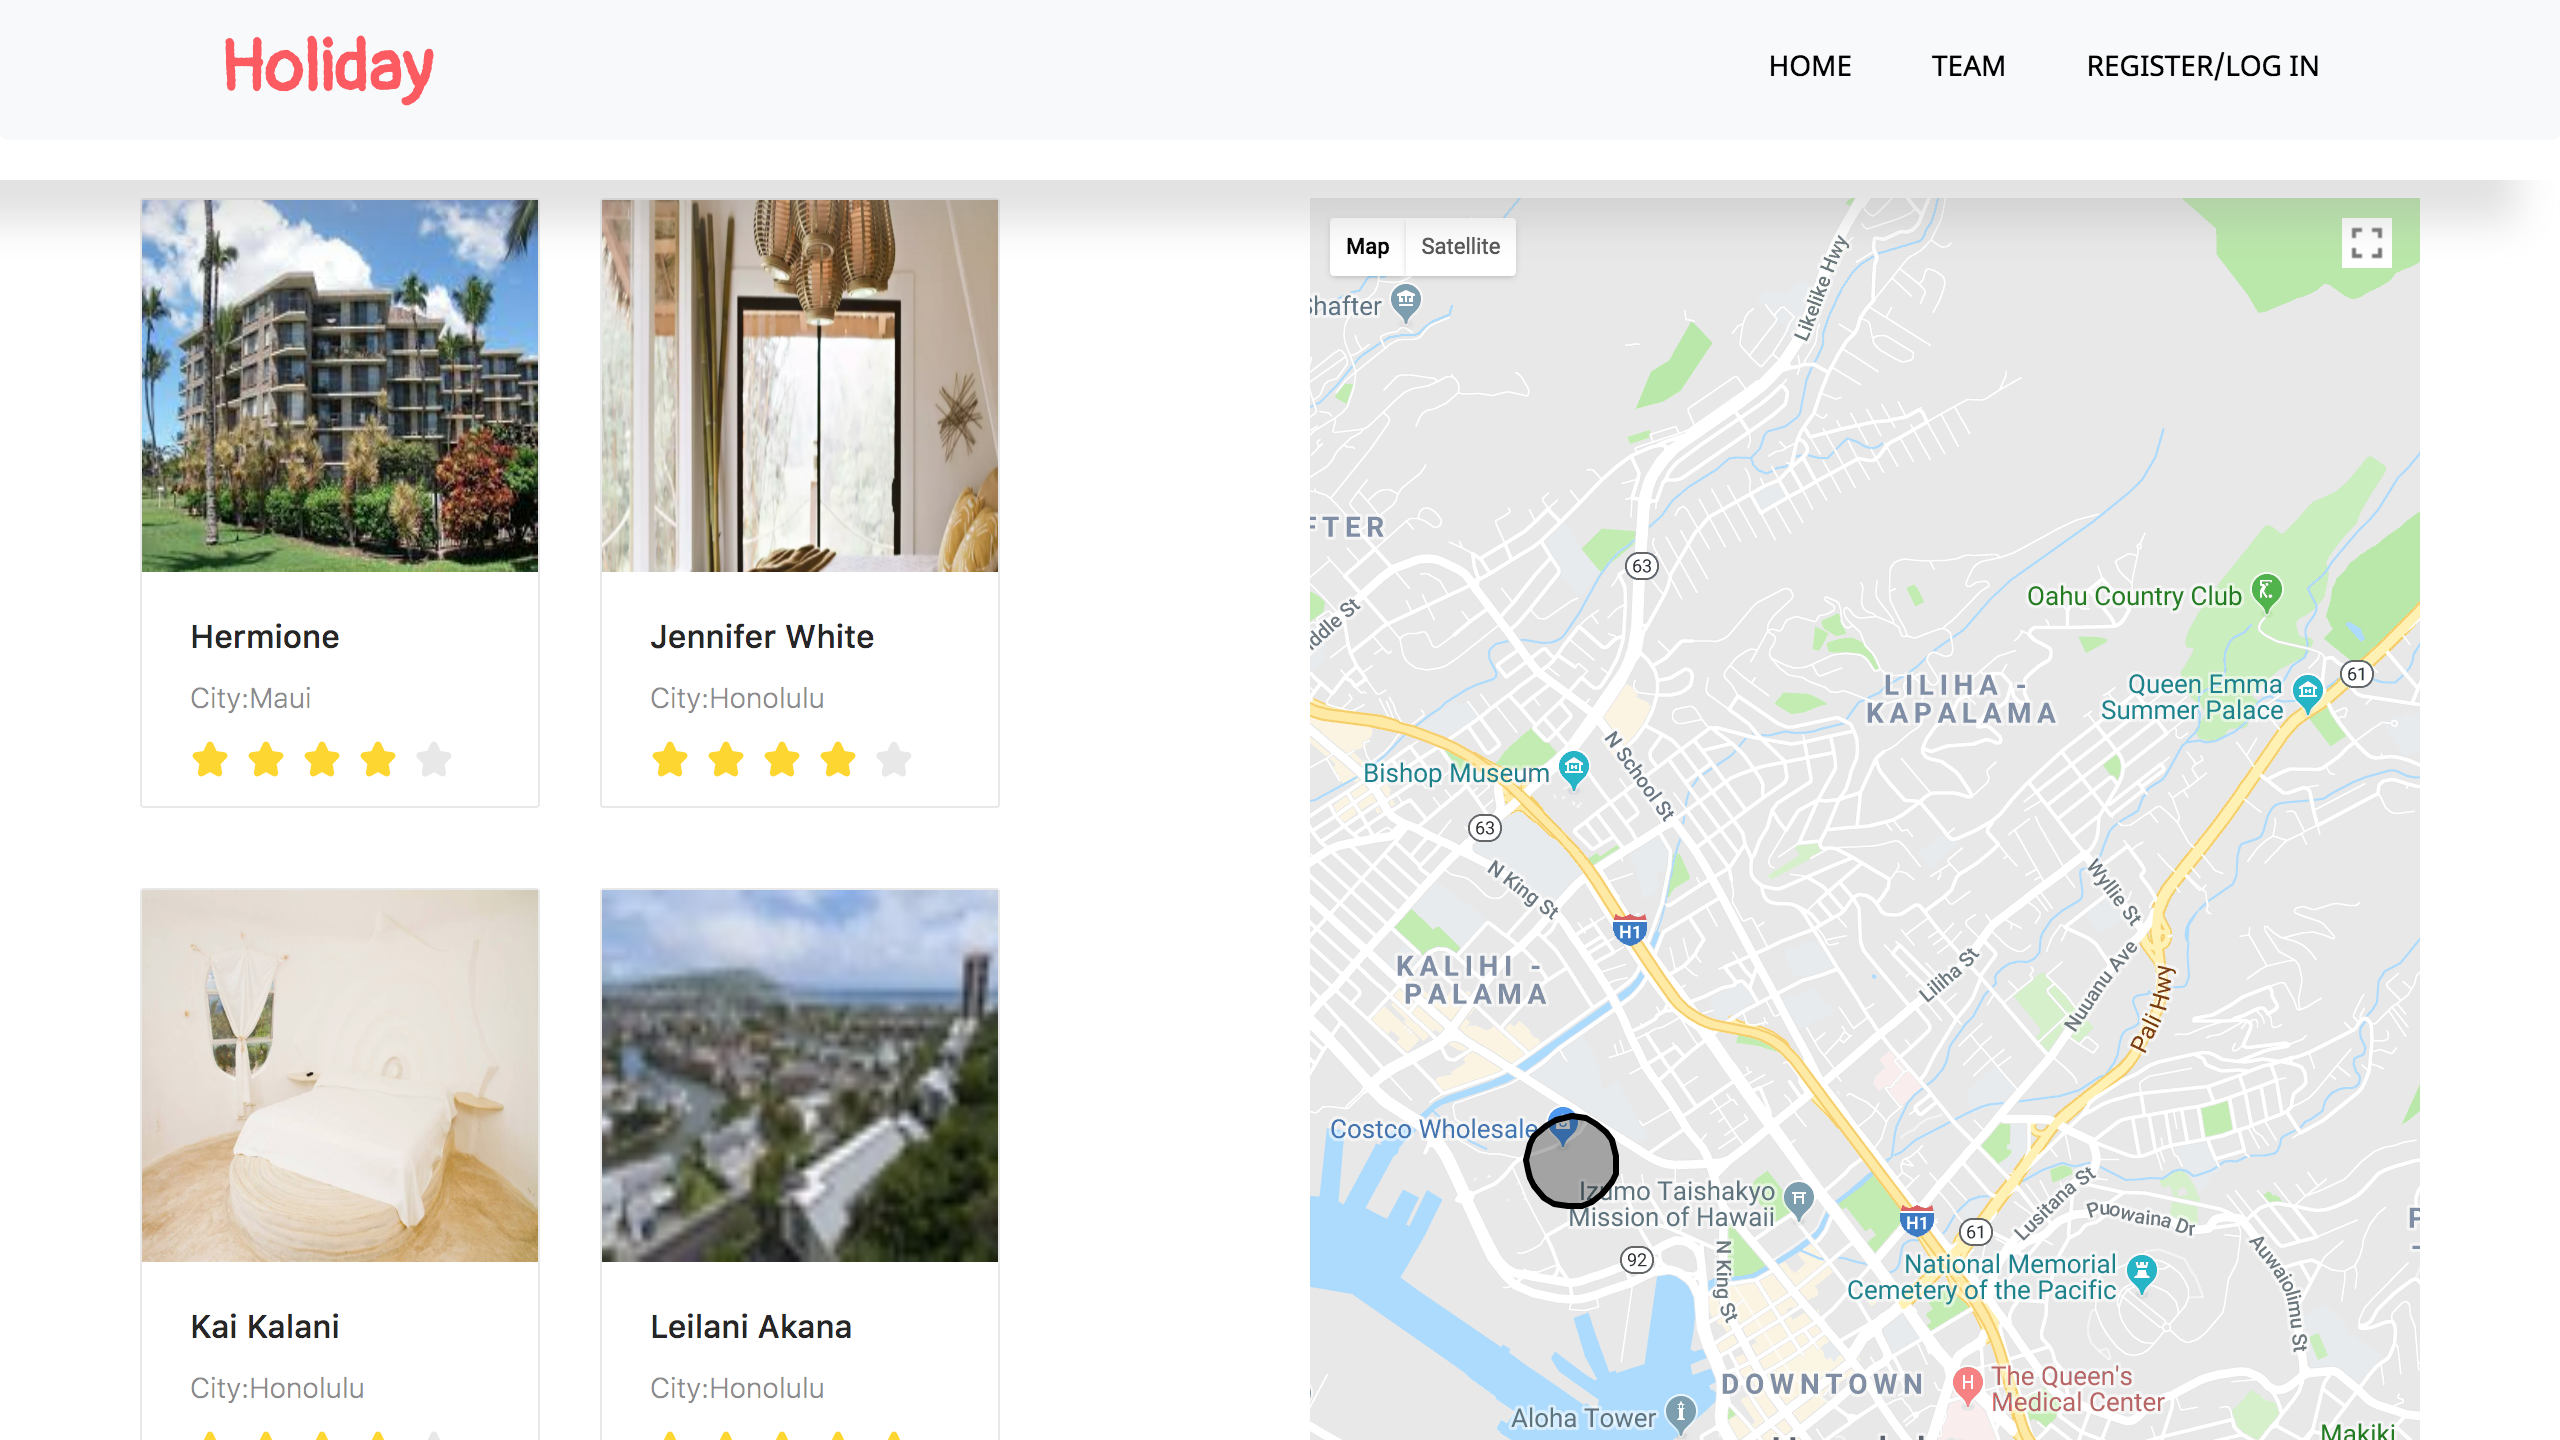 Holiday
HOME
TEAM
REGISTER/LOG IN
Hermione
City:Maui
Jennifer White
City:Honolulu
Kai Kalani
City:Honolulu
Leilani Akana
City:Honolulu
Map
Satellite
Shafter
Likelike Hwy
FTER
63
ddle St
Oahu Country Club
61
LILIHA -
KAPALAMA
Queen Emma
Summer Palace
N School St
Bishop Museum
63
N King St
Wyllie St
H1
KALIHI -
PALAMA
Liliha St
Nuuanu Ave
Pali Hwy
Costco Wholesale
Izumo Taishakyo
Mission of Hawaii
H1
61
Lusitana St
Puowaina Dr
Auwaiolimu St
92
N King St
National Memorial
Cemetery of the Pacific
DOWNTOWN
H
The Queen's
Medical Center
Aloha Tower
Makiki